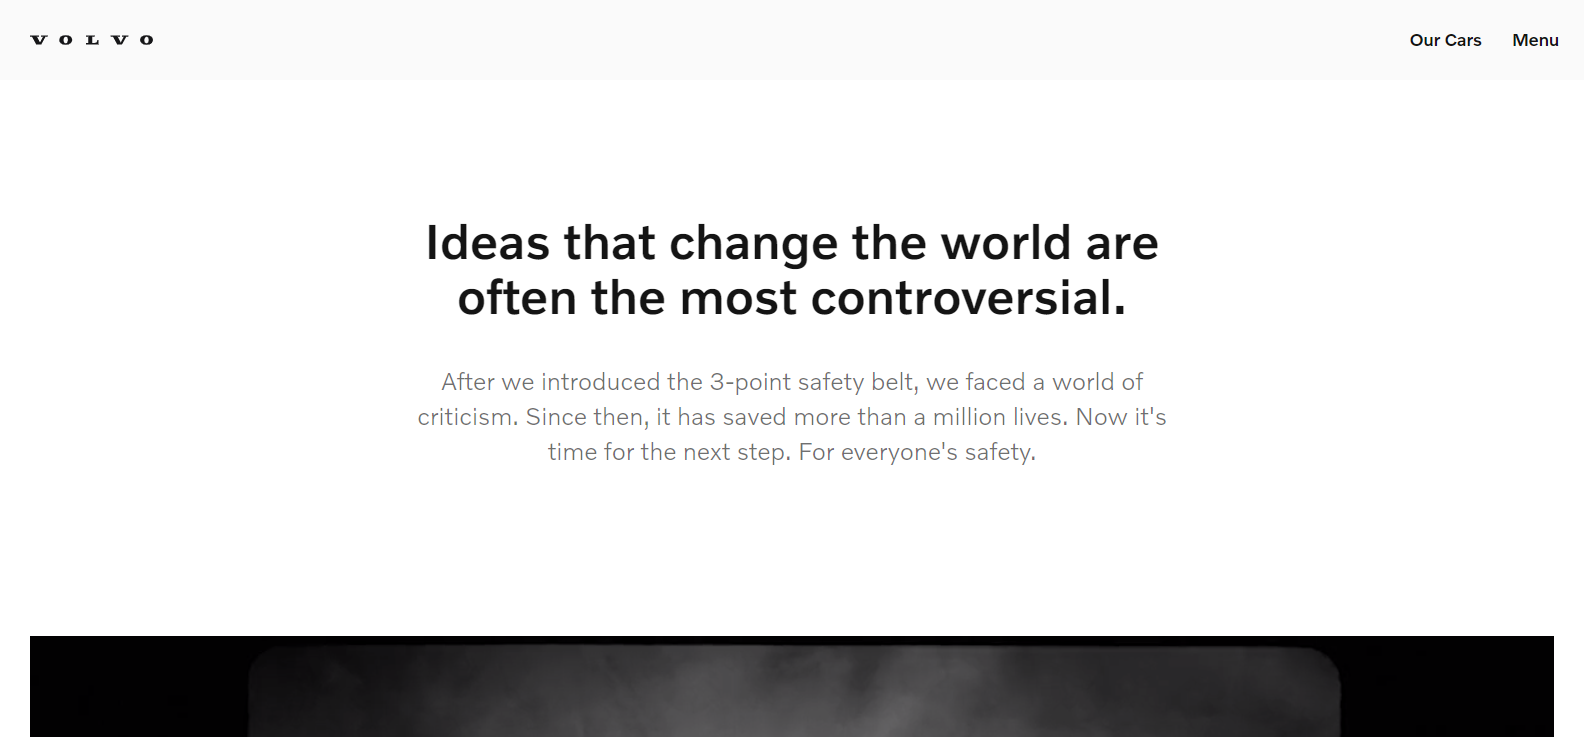 VOLVO
Our Cars
Menu
Ideas that change the world are
often the most controversial.
After we introduced the 3-point safety belt, we faced a world of
criticism. Since then, it has saved more than a million lives. Now it's
time for the next step. For everyone's safety.